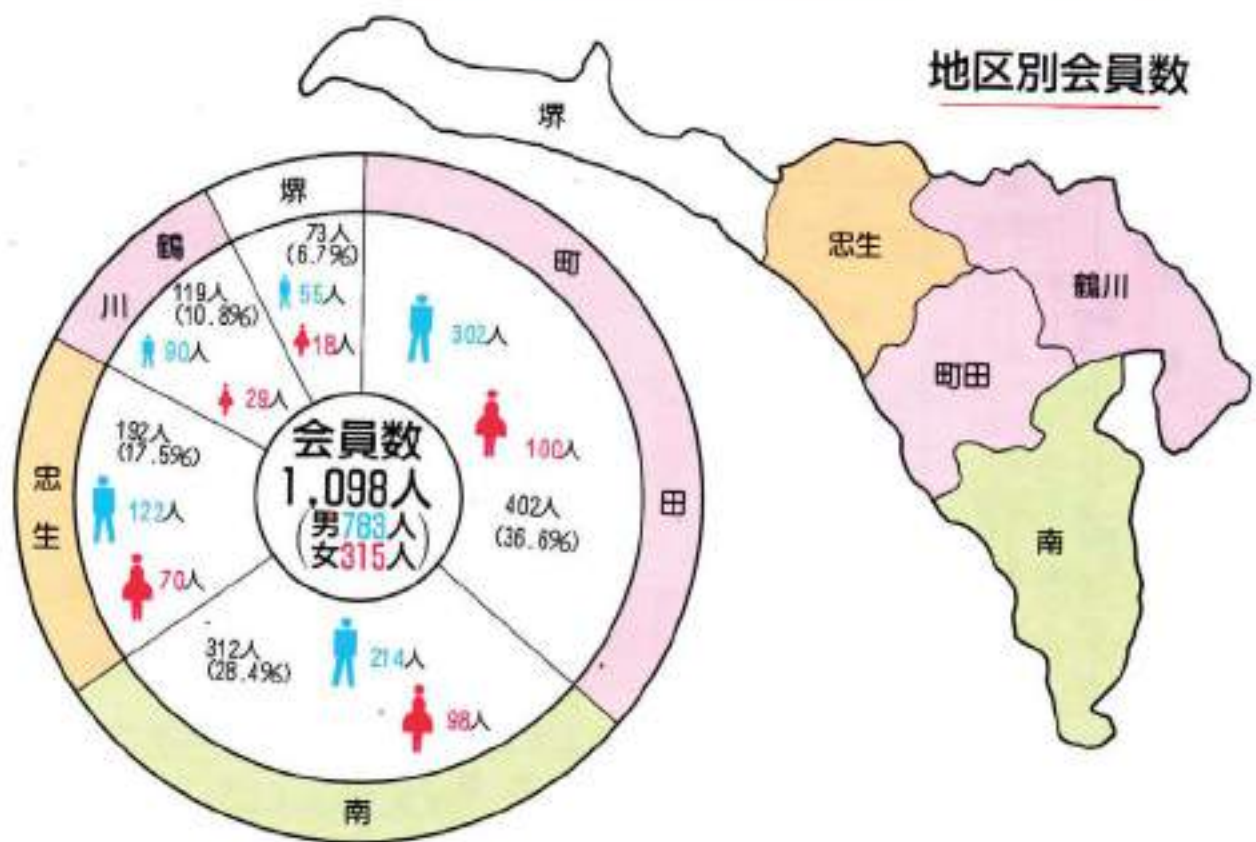 地区別会員数
堺
忠生
鶴川
町田
南
堺
73人
(6.7%)
55人
18人
町田
302人
100人
402人
(36.6%)
南
312人
(28.4%)
214人
98人
忠生
192人
(17.5%)
122人
70人
鶴川
119人
(10.8%)
90人
29人
会員数
1,098人
(男783人
女315人)